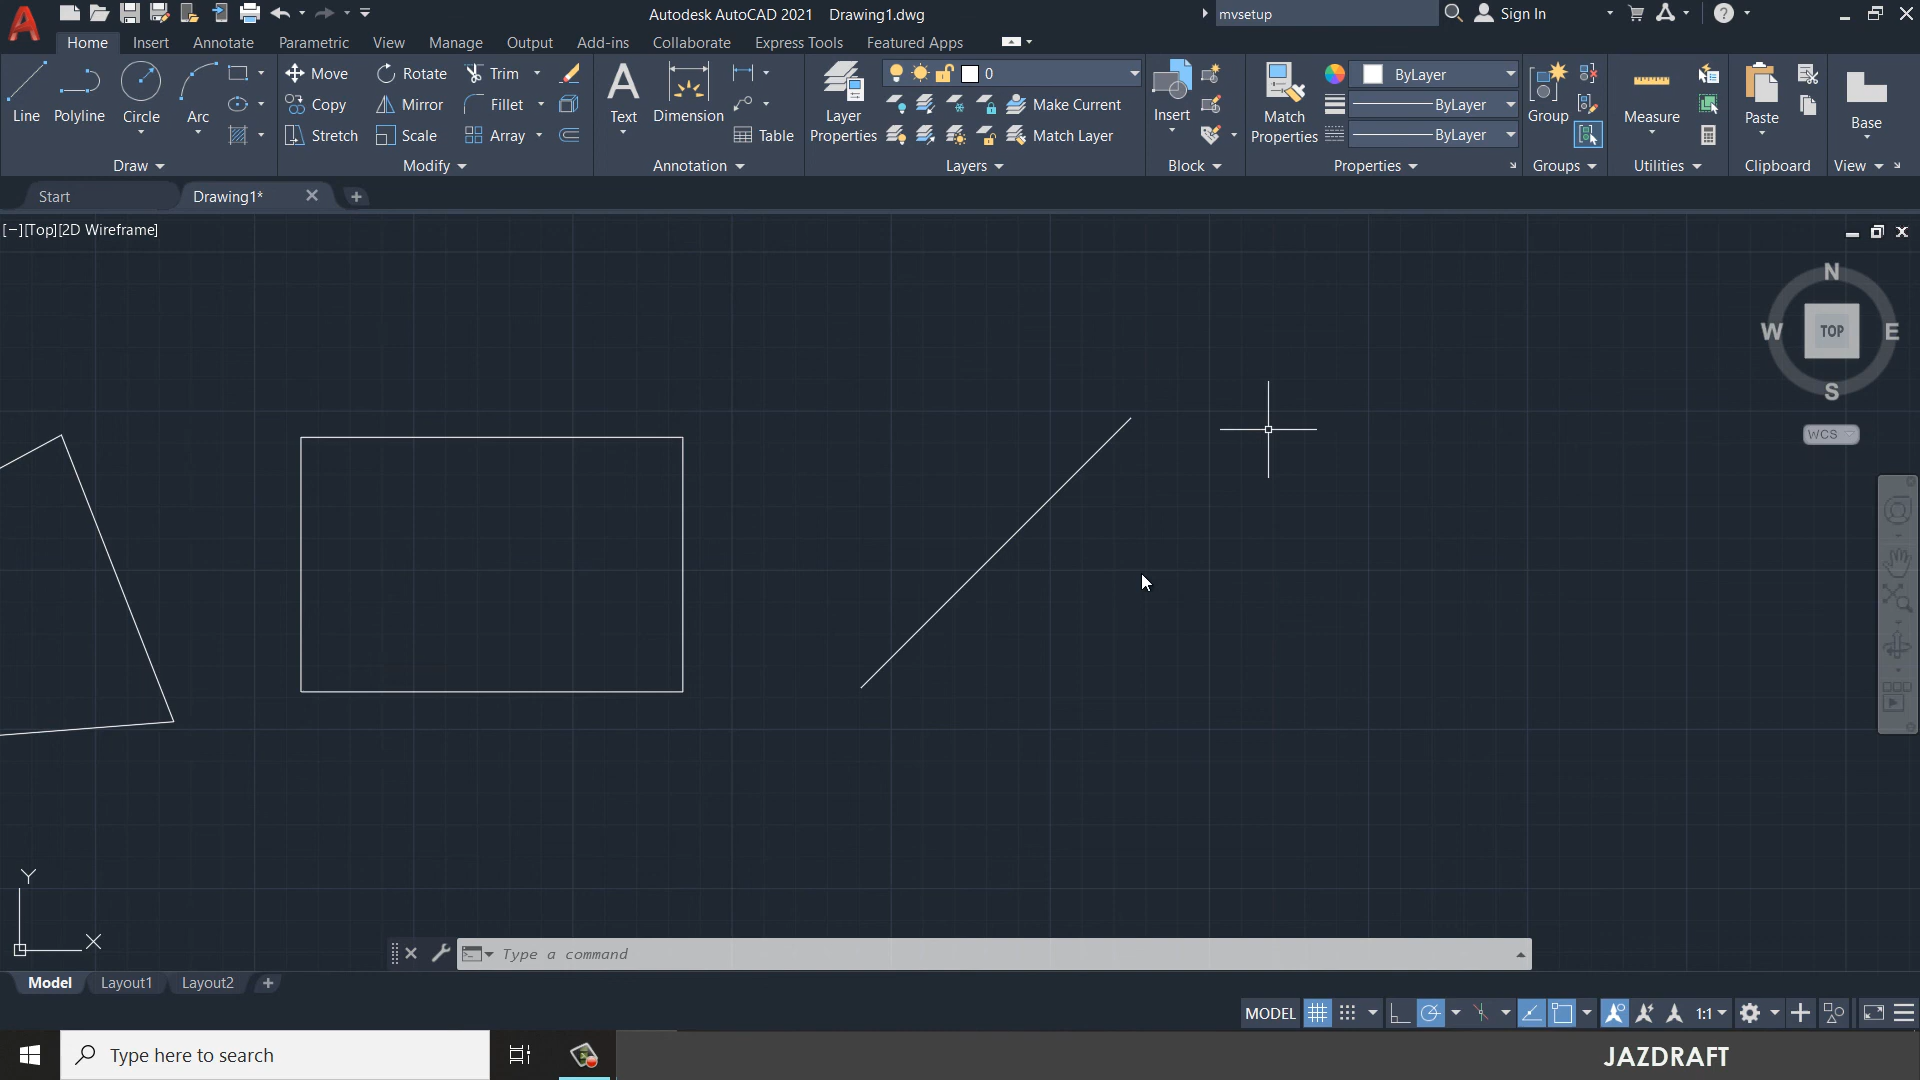 Autodesk AutoCAD 2021 Drawing1.dwg
mvsetup
Sign In
Home Insert Annotate Parametric View Manage Output Add-ins Collaborate Express Tools Featured Apps
Line
Polyline
Circle
Arc
Draw
Move
Rotate
Trim
Copy
Mirror
Fillet
Stretch
Scale
Array
Modify
Text
Dimension
Table
Annotation
Layer
Properties
0
Make Current
Match Layer
Layers
Insert
Block
Match
Properties
ByLayer
ByLayer
ByLayer
Properties
Group
Groups
Measure
Utilities
Paste
Clipboard
Base
View
Start
Drawing1*
[−][Top][2D Wireframe]
N
W
TOP
E
S
WCS
Y
X
Type a command
Model
Layout1
Layout2
MODEL
1:1
Type here to search
JAZDRAFT